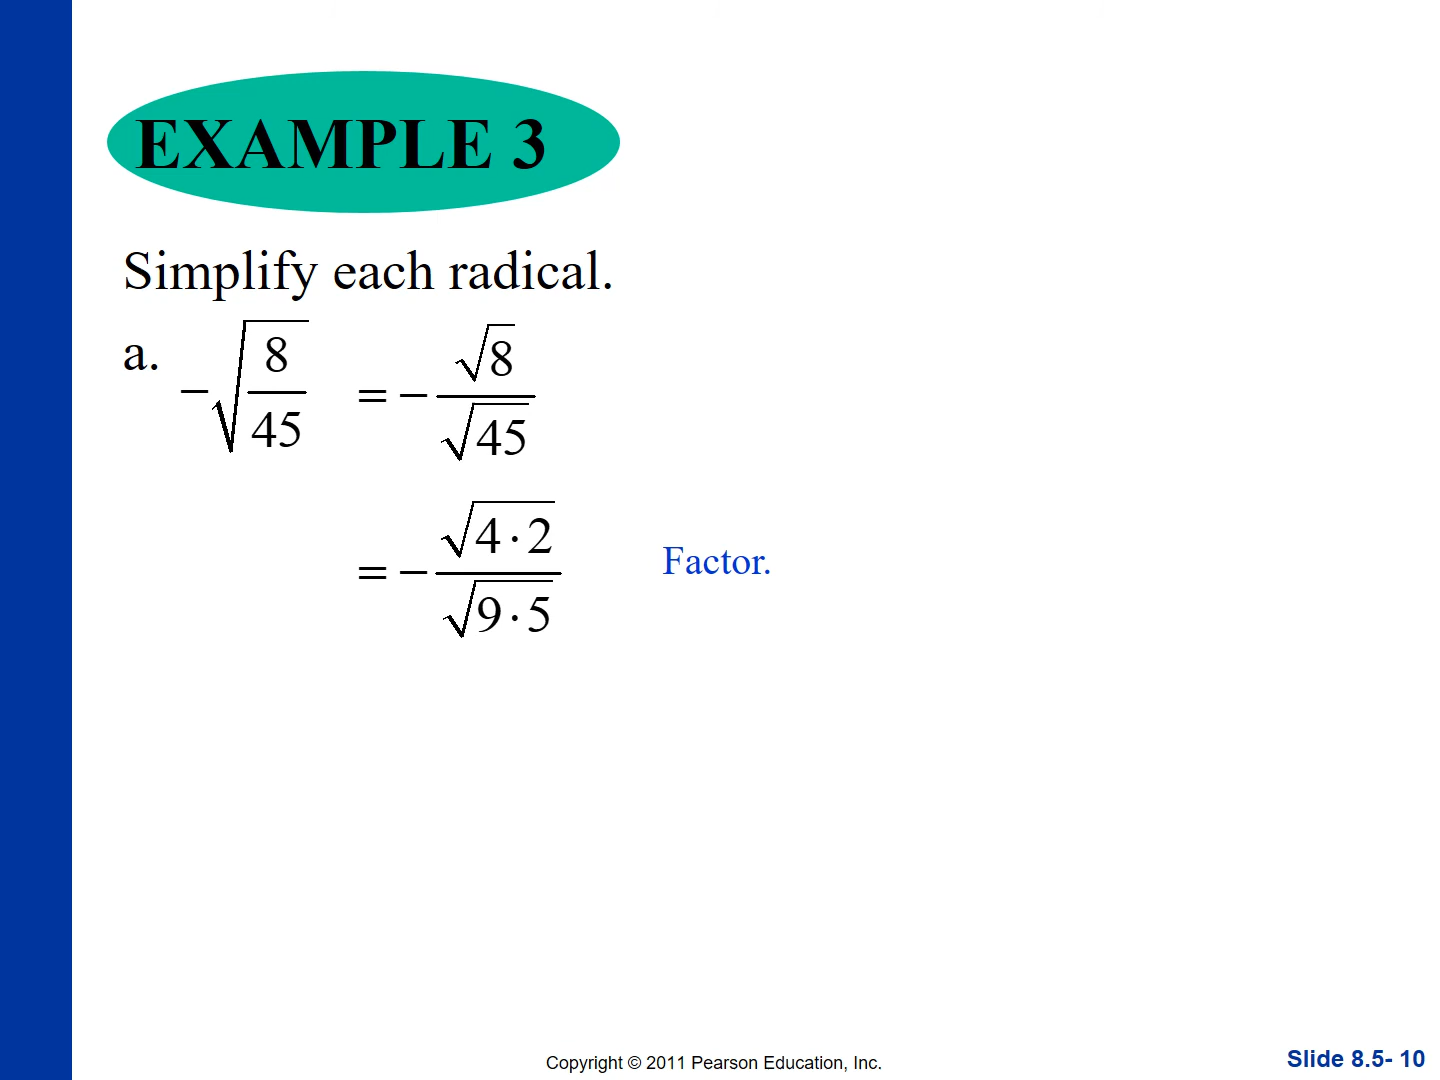 EXAMPLE 3
Simplify each radical.
a. −√(8/45) = −√8/√45
= −√(4·2)/√(9·5) Factor.
Copyright © 2011 Pearson Education, Inc.
Slide 8.5- 10